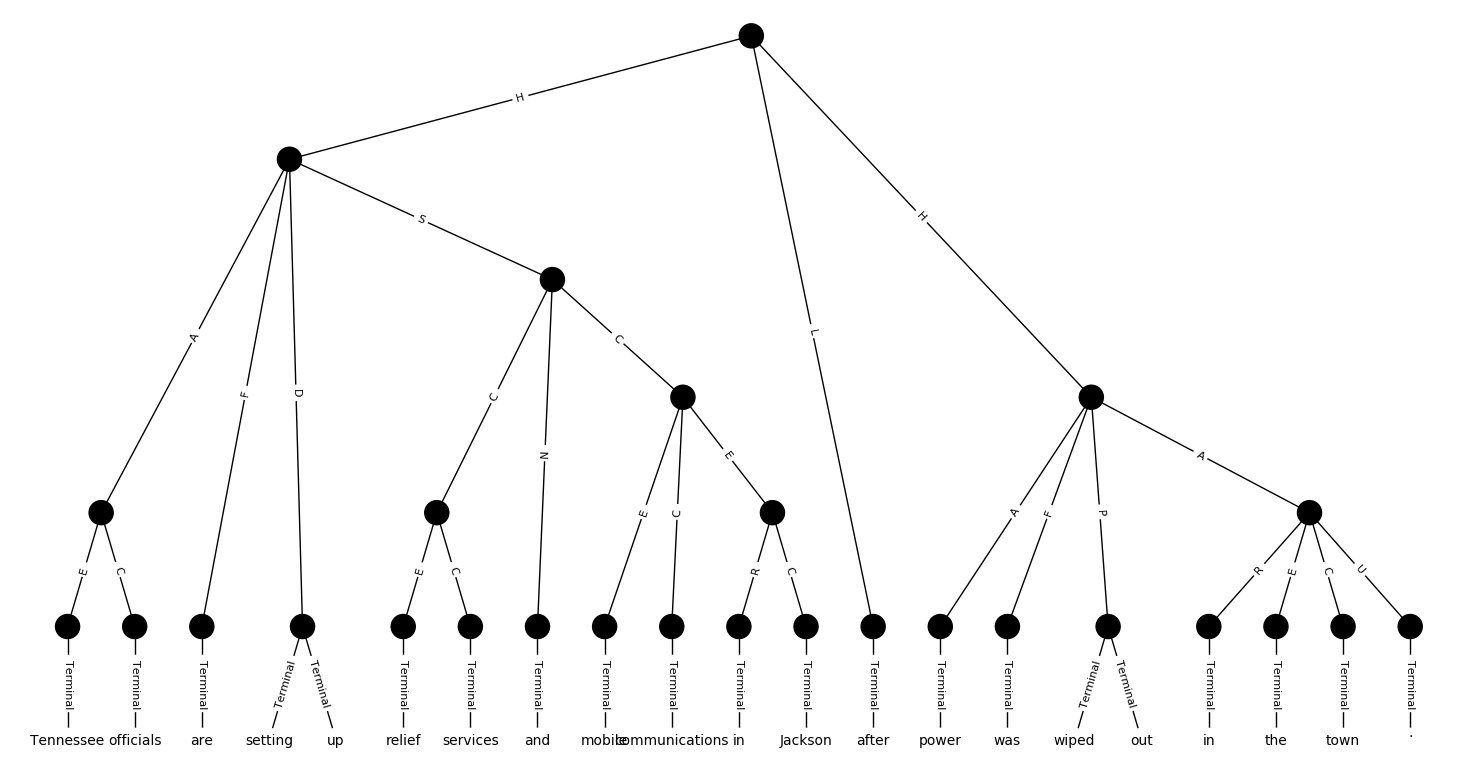 H
H
A
F
D
S
L
C
N
C
E
C
E
A
F
P
A
E
C
E
C
R
C
R
E
C
U
Terminal Terminal Terminal Terminal Terminal Terminal Terminal Terminal Terminal Terminal Terminal Terminal Terminal Terminal Terminal Terminal Terminal Terminal Terminal Terminal Terminal
Tennessee officials are setting up relief services and mobile communications in Jackson after power was wiped out in the town .